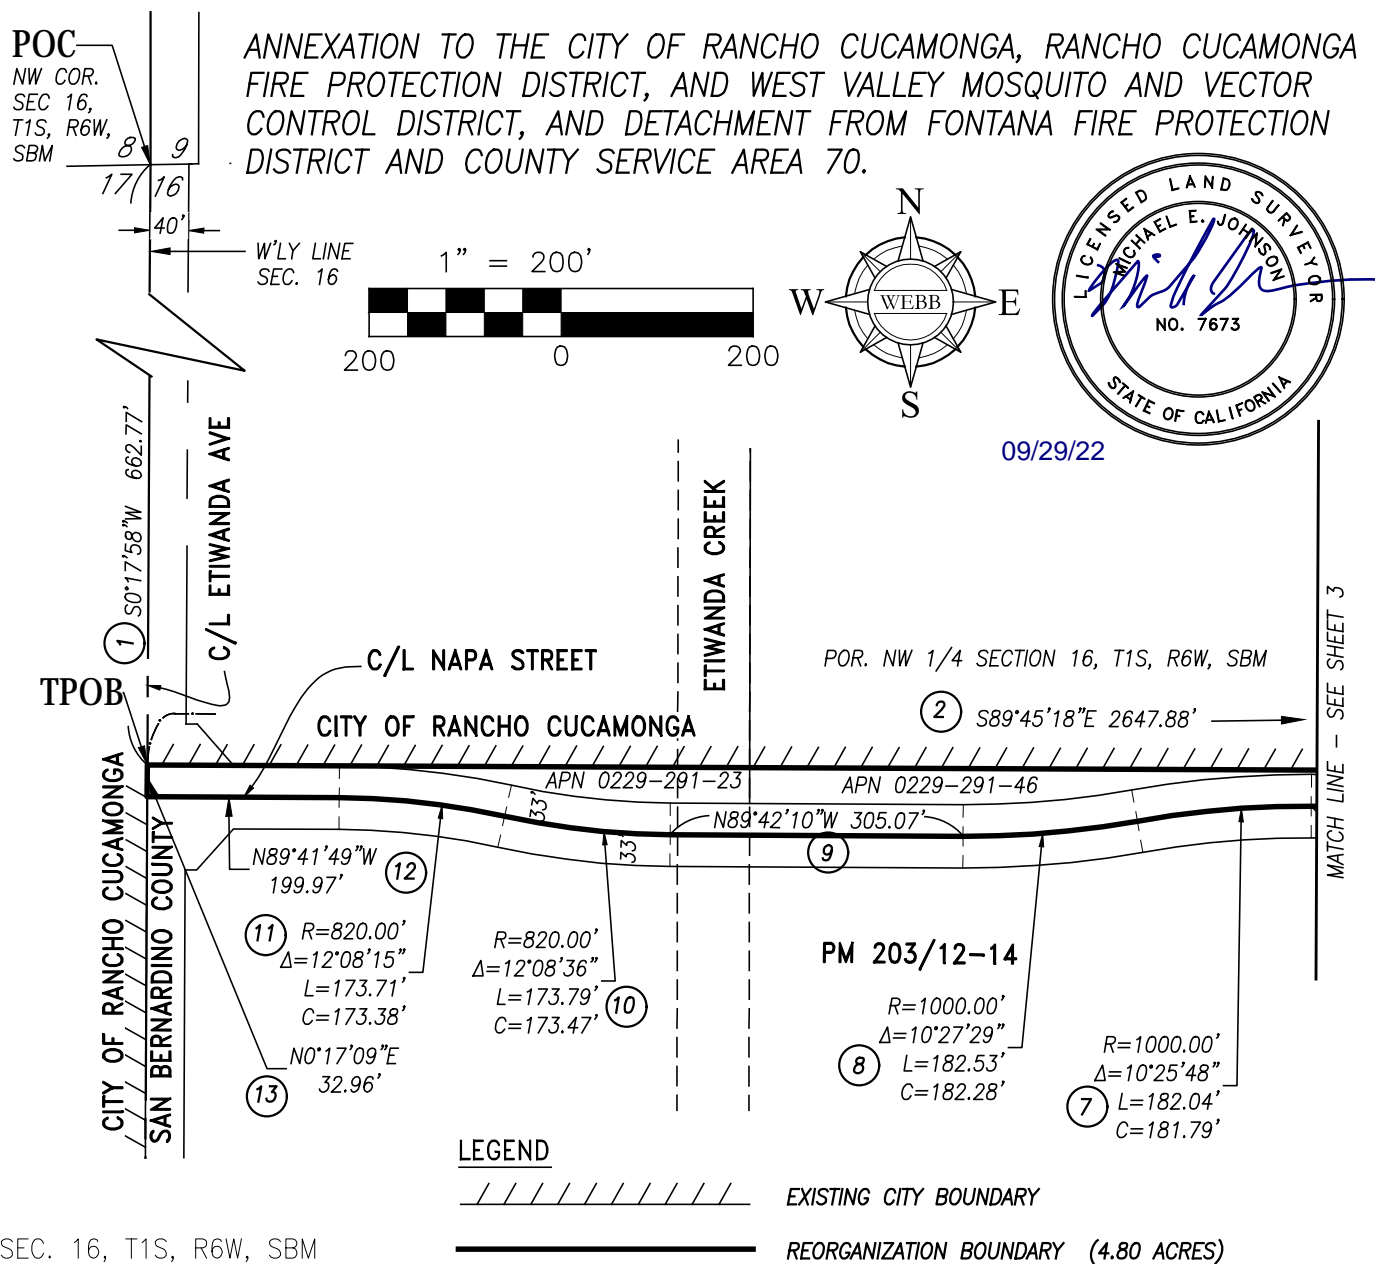 POC
NW COR.
SEC 16,
T1S, R6W,
SBM
8 9
17 16
40'
W'LY LINE
SEC. 16
ANNEXATION TO THE CITY OF RANCHO CUCAMONGA, RANCHO CUCAMONGA
FIRE PROTECTION DISTRICT, AND WEST VALLEY MOSQUITO AND VECTOR
CONTROL DISTRICT, AND DETACHMENT FROM FONTANA FIRE PROTECTION
DISTRICT AND COUNTY SERVICE AREA 70.
1" = 200'
200 0 200
N
W WEBB E
S
LICENSED LAND SURVEYOR
MICHAEL E. JOHNSON
NO. 7673
STATE OF CALIFORNIA
09/29/22
1 S0°17'58"W 662.77'
C/L ETIWANDA AVE
ETIWANDA CREEK
C/L NAPA STREET
TPOB
CITY OF RANCHO CUCAMONGA
POR. NW 1/4 SECTION 16, T1S, R6W, SBM
2 S89°45'18"E 2647.88'
MATCH LINE - SEE SHEET 3
APN 0229-291-23
APN 0229-291-46
33'
33'
N89°42'10"W 305.07'
9
CITY OF RANCHO CUCAMONGA
SAN BERNARDINO COUNTY
N89°41'49"W
199.97'
12
11 R=820.00'
Δ=12°08'15"
L=173.71'
C=173.38'
R=820.00'
Δ=12°08'36"
L=173.79'
C=173.47'
10
PM 203/12-14
R=1000.00'
Δ=10°27'29"
8 L=182.53'
C=182.28'
R=1000.00'
Δ=10°25'48"
7 L=182.04'
C=181.79'
N0°17'09"E
32.96'
13
LEGEND
EXISTING CITY BOUNDARY
REORGANIZATION BOUNDARY (4.80 ACRES)
SEC. 16, T1S, R6W, SBM